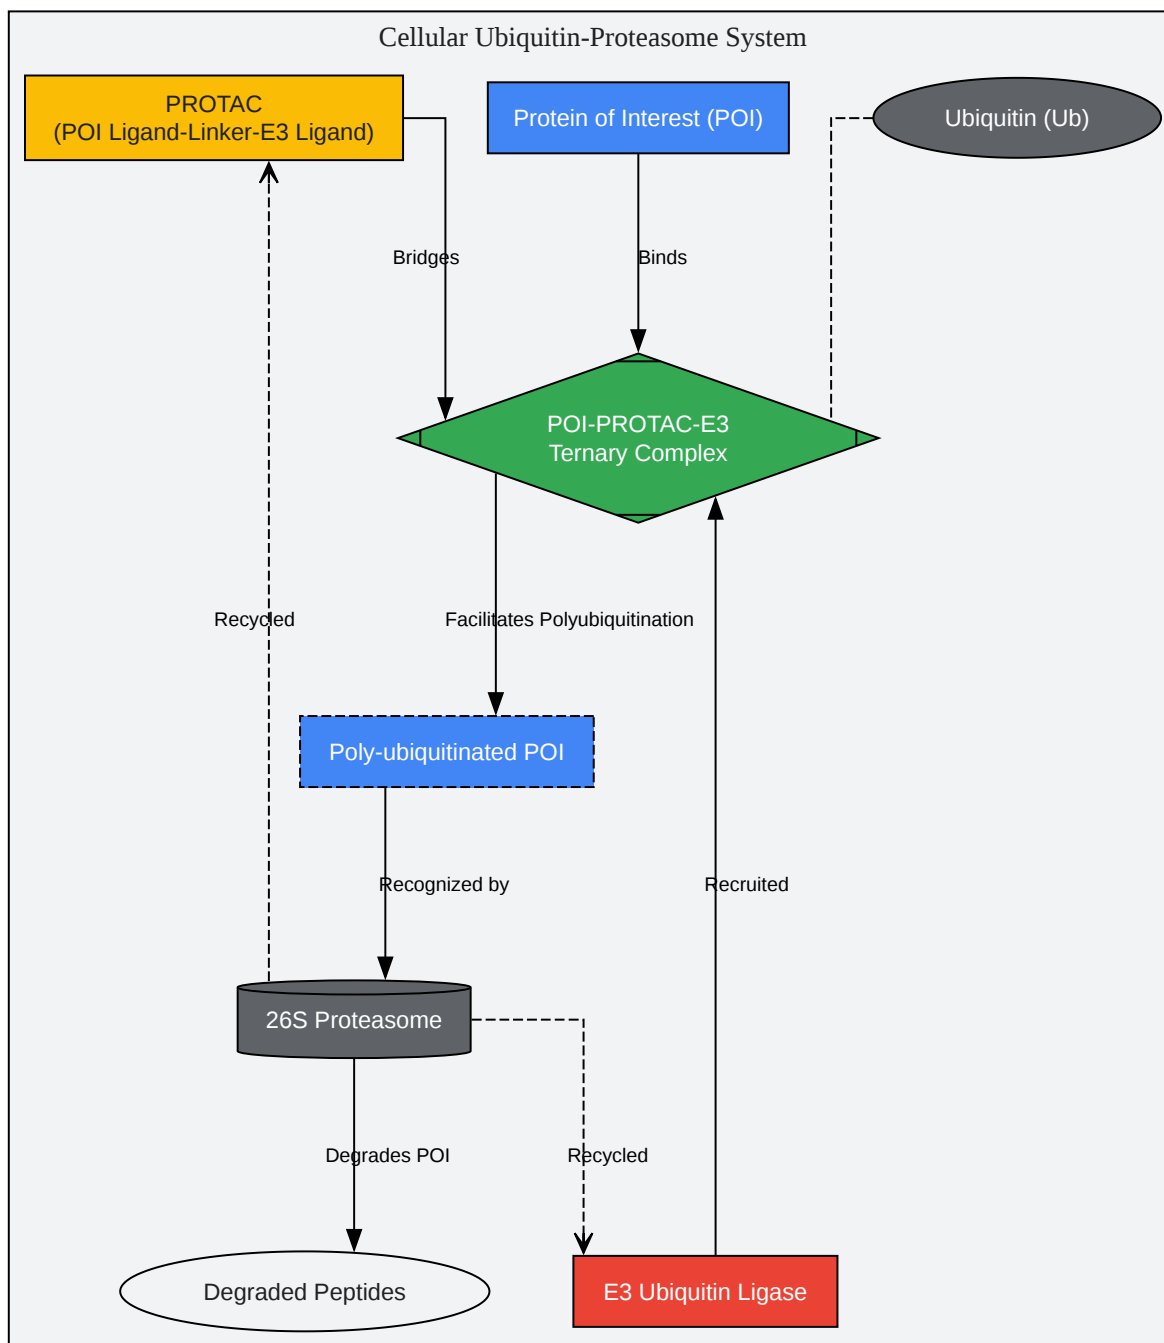 Cellular Ubiquitin-Proteasome System
PROTAC
(POI Ligand-Linker-E3 Ligand)
Protein of Interest (POI)
Ubiquitin (Ub)
Bridges
Binds
POI-PROTAC-E3
Ternary Complex
Recycled
Facilitates Polyubiquitination
Poly-ubiquitinated POI
Recognized by
Recruited
26S Proteasome
Degrades POI
Recycled
Degraded Peptides
E3 Ubiquitin Ligase